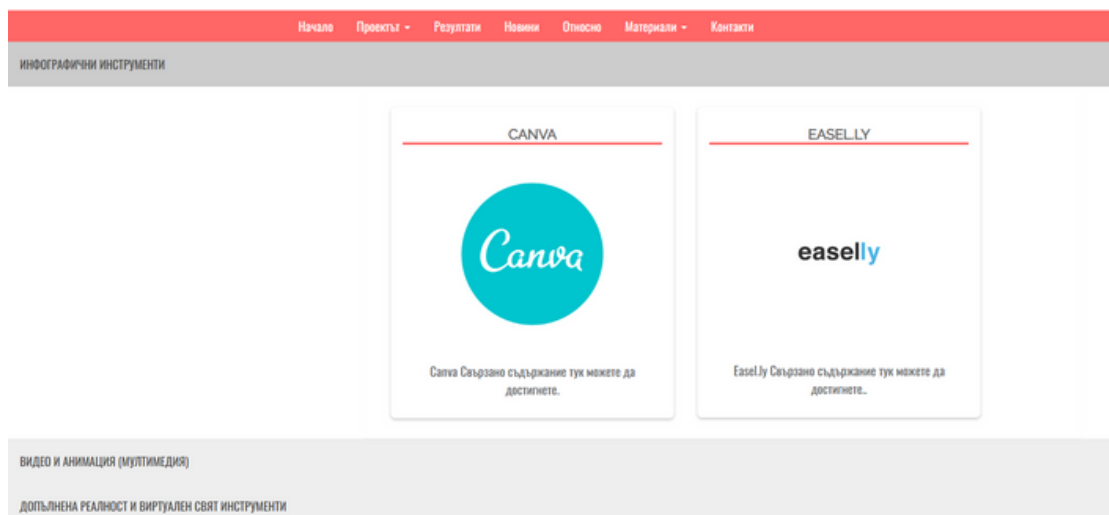 Начало Проектът Резултати Новини Относно Материали Контакти
ИНФОГРАФИЧНИ ИНСТРУМЕНТИ
CANVA
EASEL.LY
Canva
easelly
Canva Свързано съдържание тук можете да
достигнете.
Easel.ly Свързано съдържание тук можете да
достигнете..
ВИДЕО И АНИМАЦИЯ (МУЛТИМЕДИЯ)
ДОПЪЛНЕНА РЕАЛНОСТ И ВИРТУАЛЕН СВЯТ ИНСТРУМЕНТИ